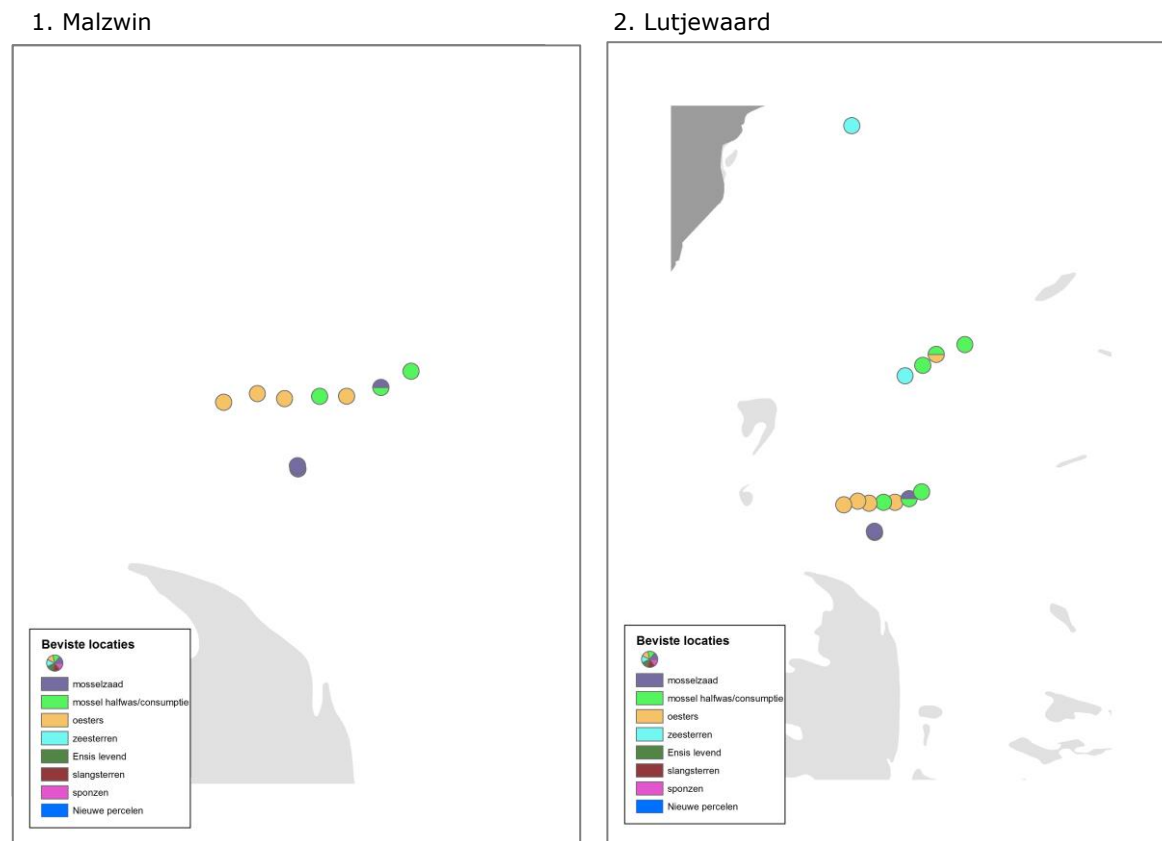 1. Malzwin
Beviste locaties
mosselzaad
mossel halfwas/consumptie
oesters
zeesterren
Ensis levend
slangsterren
sponzen
Nieuwe percelen
2. Lutjewaard
Beviste locaties
mosselzaad
mossel halfwas/consumptie
oesters
zeesterren
Ensis levend
slangsterren
sponzen
Nieuwe percelen